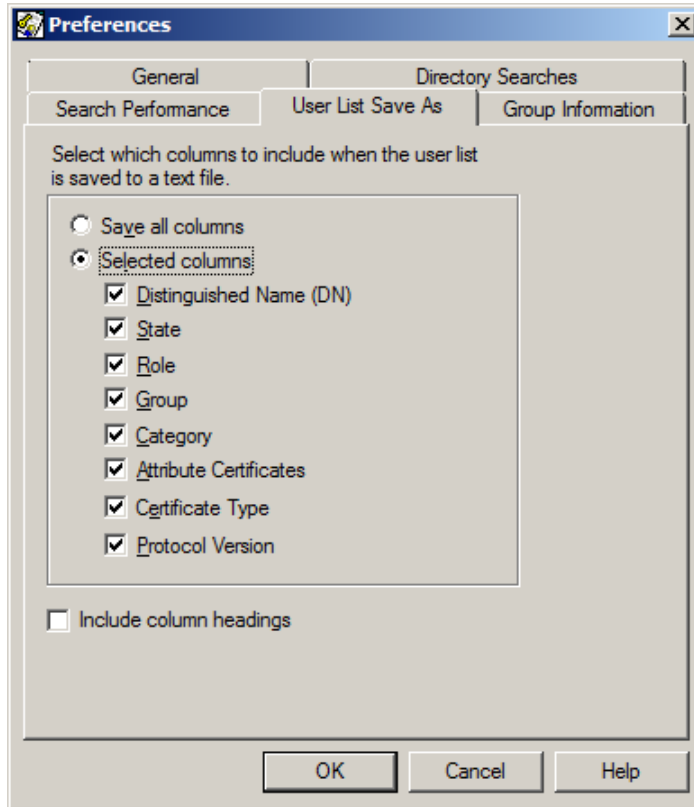 Preferences
General
Directory Searches
Search Performance
User List Save As
Group Information
Select which columns to include when the user list
is saved to a text file.
Save all columns
Selected columns
Distinguished Name (DN)
State
Role
Group
Category
Attribute Certificates
Certificate Type
Protocol Version
Include column headings
OK
Cancel
Help